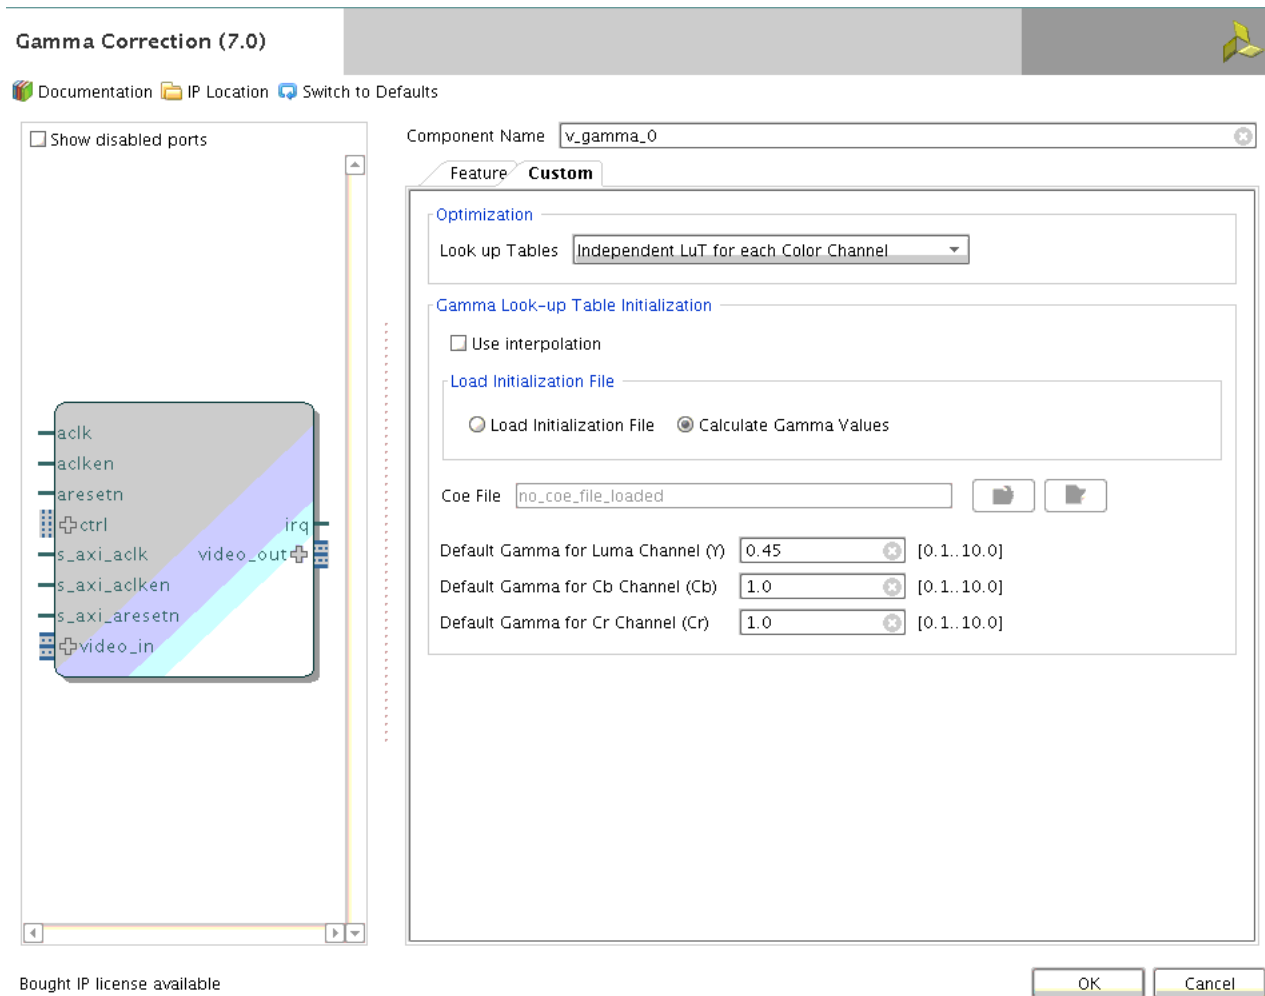 Gamma Correction (7.0)
Documentation IP Location Switch to Defaults
Show disabled ports
aclk
aclken
aresetn
ctrl irq
s_axi_aclk video_out
s_axi_aclken
s_axi_aresetn
video_in
Component Name v_gamma_0
Feature Custom
Optimization
Look up Tables Independent LuT for each Color Channel
Gamma Look-up Table Initialization
Use interpolation
Load Initialization File
Load Initialization File Calculate Gamma Values
Coe File no_coe_file_loaded
Default Gamma for Luma Channel (Y) 0.45 [0.1..10.0]
Default Gamma for Cb Channel (Cb) 1.0 [0.1..10.0]
Default Gamma for Cr Channel (Cr) 1.0 [0.1..10.0]
Bought IP license available
OK Cancel